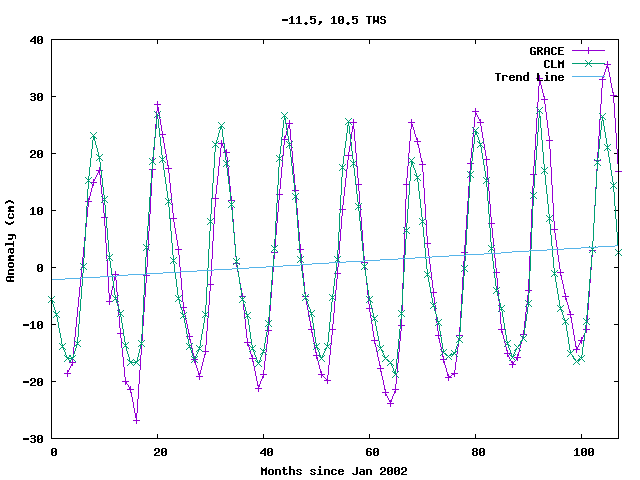 -11.5, 10.5 TWS
GRACE
CLM
Trend Line
40
30
20
10
0
-10
-20
-30
Anomaly (cm)
0 20 40 60 80 100
Months since Jan 2002